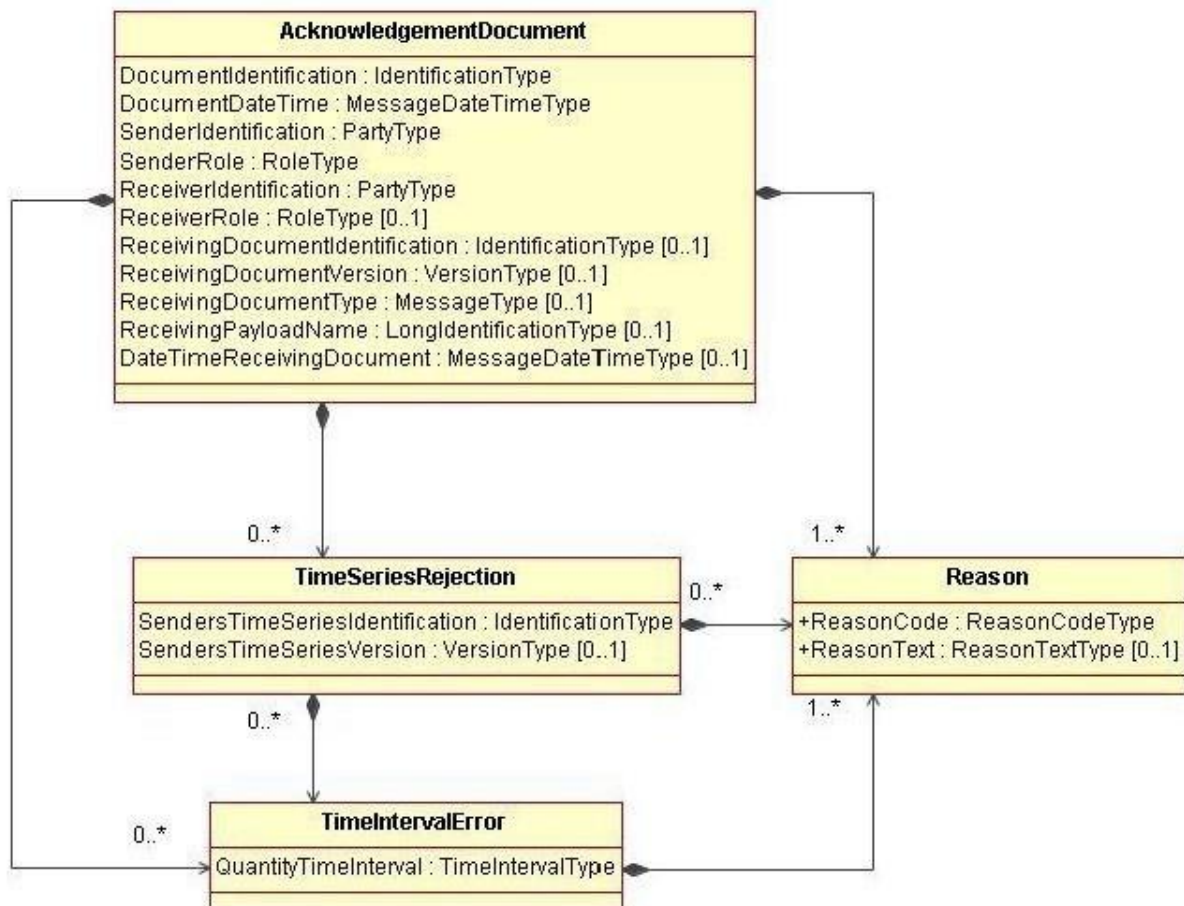 AcknowledgementDocument
DocumentIdentification : IdentificationType
DocumentDateTime : MessageDateTimeType
SenderIdentification : PartyType
SenderRole : RoleType
ReceiverIdentification : PartyType
ReceiverRole : RoleType [0..1]
ReceivingDocumentIdentification : IdentificationType [0..1]
ReceivingDocumentVersion : VersionType [0..1]
ReceivingDocumentType : MessageType [0..1]
ReceivingPayloadName : LongIdentificationType [0..1]
DateTimeReceivingDocument : MessageDateTimeType [0..1]
0..*
1..*
TimeSeriesRejection
SendersTimeSeriesIdentification : IdentificationType
SendersTimeSeriesVersion : VersionType [0..1]
0..*
Reason
+ReasonCode : ReasonCodeType
+ReasonText : ReasonTextType [0..1]
0..*
1..*
TimeIntervalError
QuantityTimeInterval : TimeIntervalType
0..*